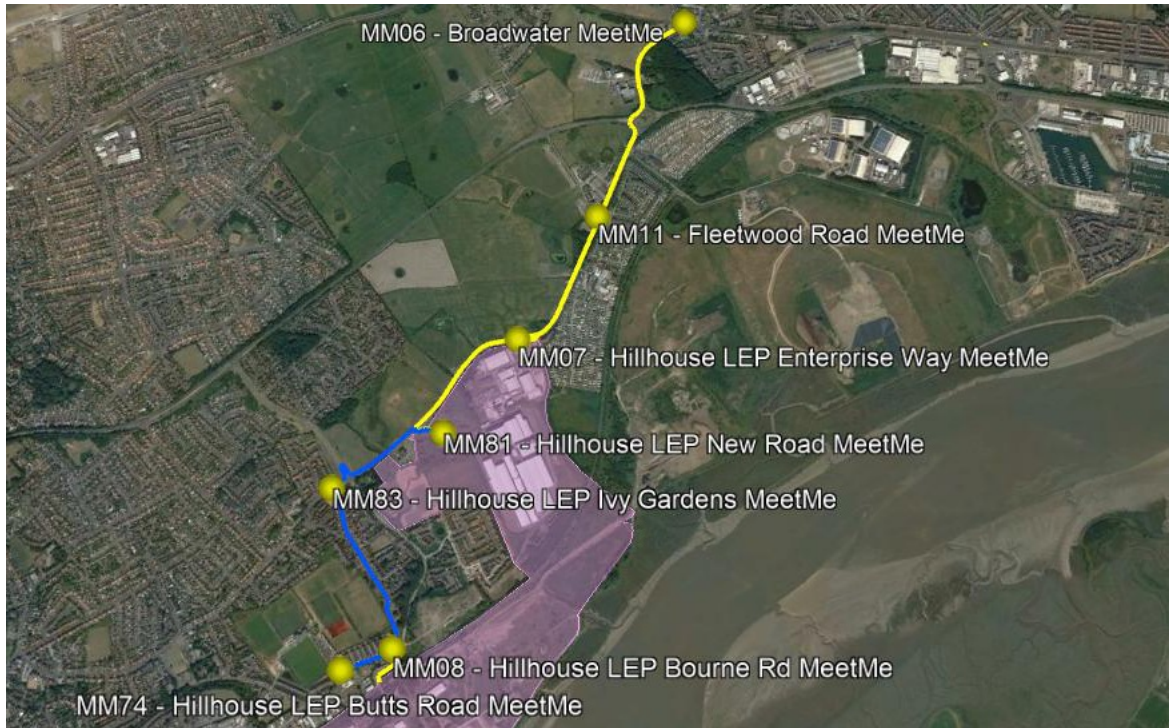 MM06 - Broadwater MeetMe
MM11 - Fleetwood Road MeetMe
MM07 - Hillhouse LEP Enterprise Way MeetMe
MM81 - Hillhouse LEP New Road MeetMe
MM83 - Hillhouse LEP Ivy Gardens MeetMe
MM08 - Hillhouse LEP Bourne Rd MeetMe
MM74 - Hillhouse LEP Butts Road MeetMe